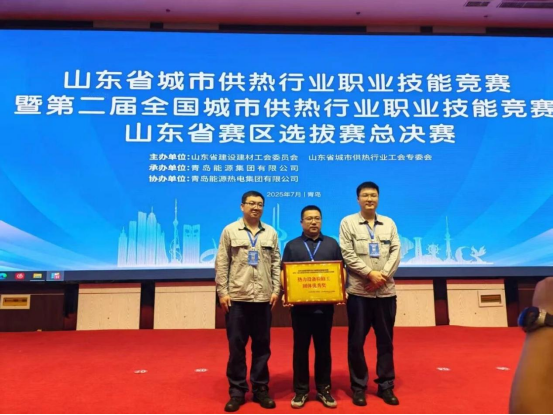 山东省城市供热行业职业技能竞赛
暨第二届全国城市供热行业职业技能竞赛
山东省赛区选拔赛总决赛
主办单位:山东省建设建材工会委员会 山东省城市供热行业工会专委会
承办单位:青岛能源集团有限公司
协办单位:青岛能源热电集团有限公司
2025年7月 | 青岛